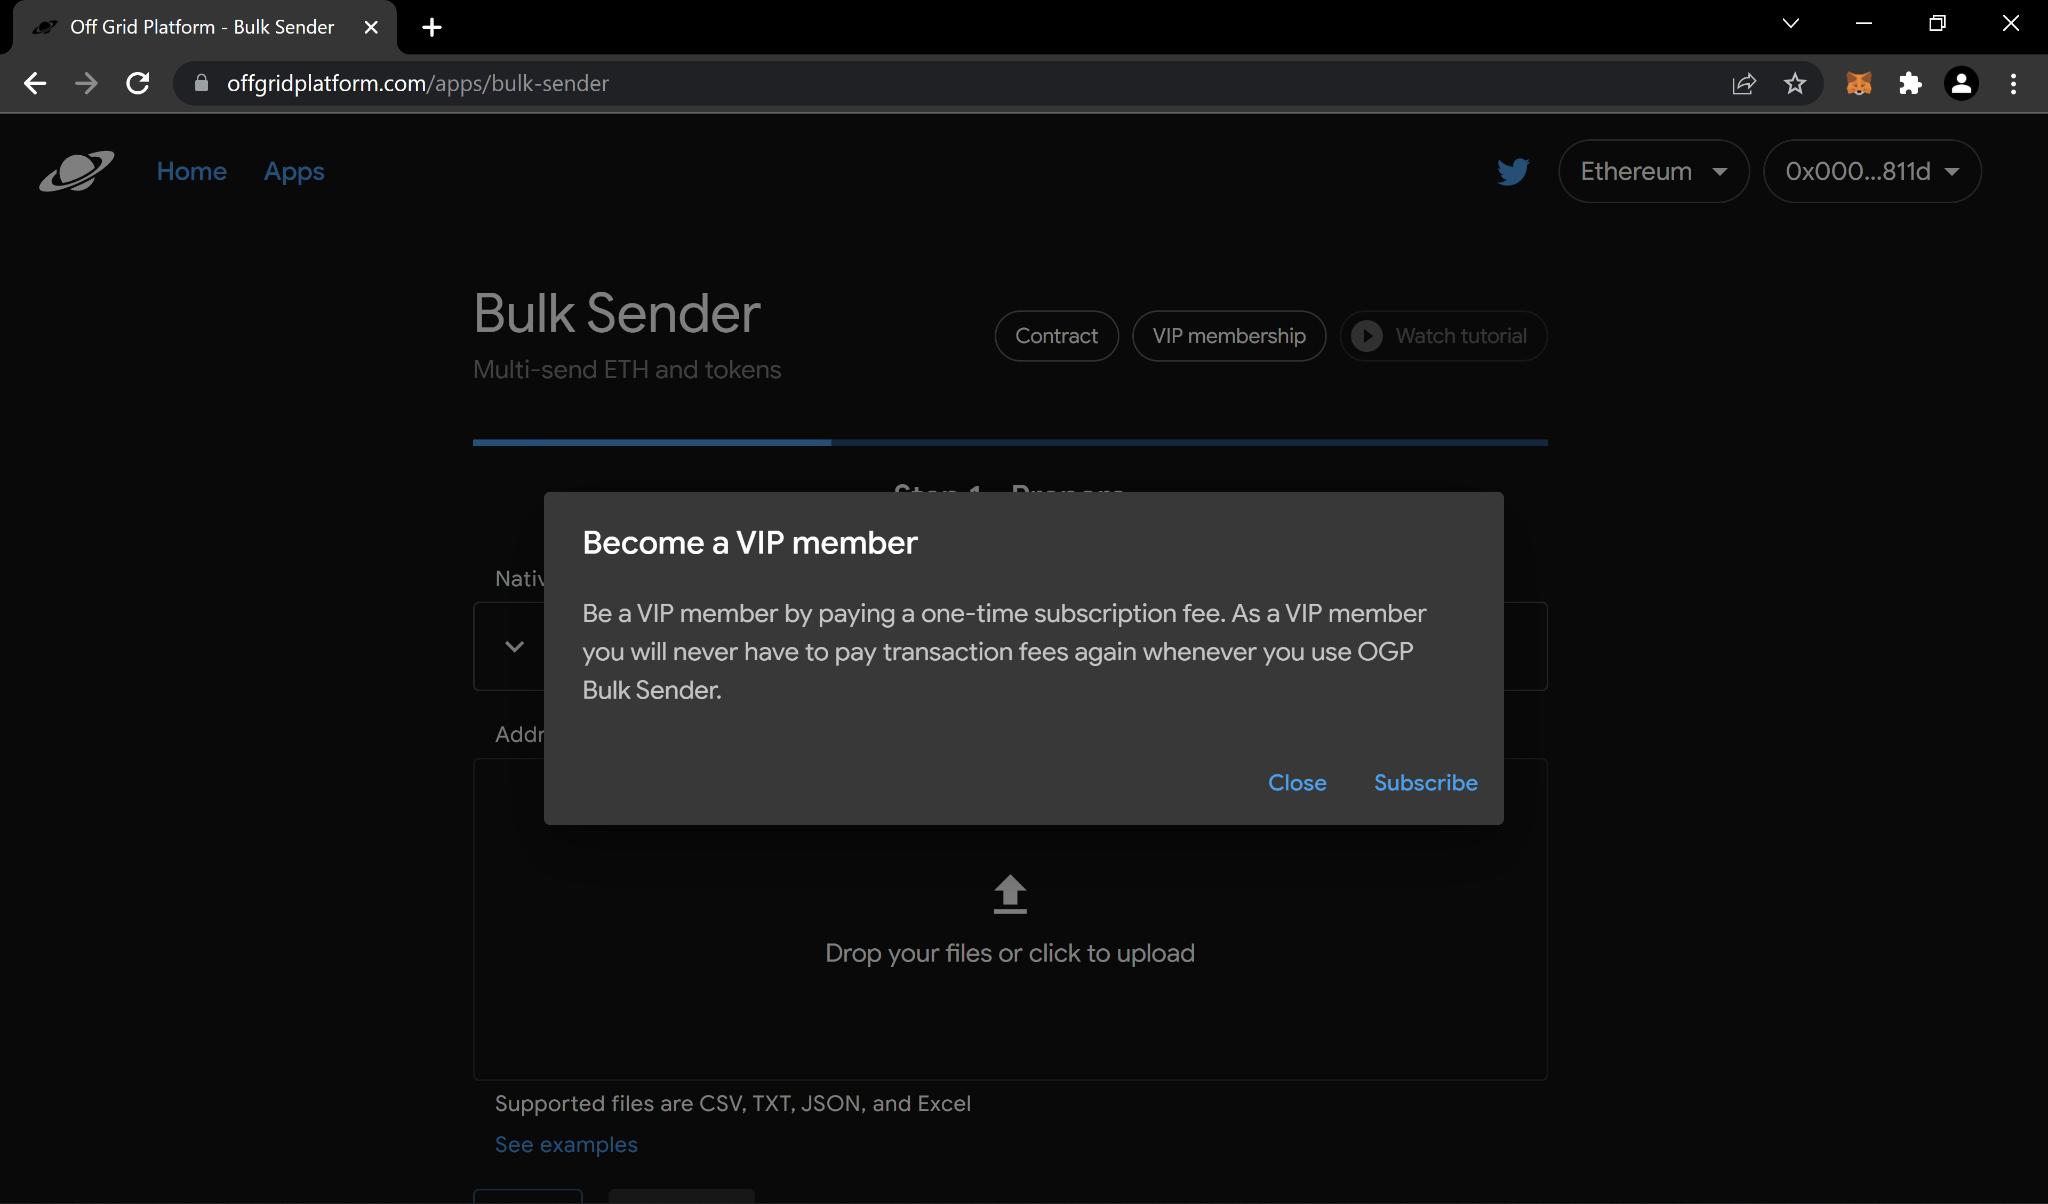 Off Grid Platform - Bulk Sender
offgridplatform.com/apps/bulk-sender
Home Apps
Ethereum 0x000...811d
Bulk Sender
Multi-send ETH and tokens
Contract VIP membership Watch tutorial
Become a VIP member
Be a VIP member by paying a one-time subscription fee. As a VIP member
you will never have to pay transaction fees again whenever you use OGP
Bulk Sender.
Close Subscribe
Drop your files or click to upload
Supported files are CSV, TXT, JSON, and Excel
See examples